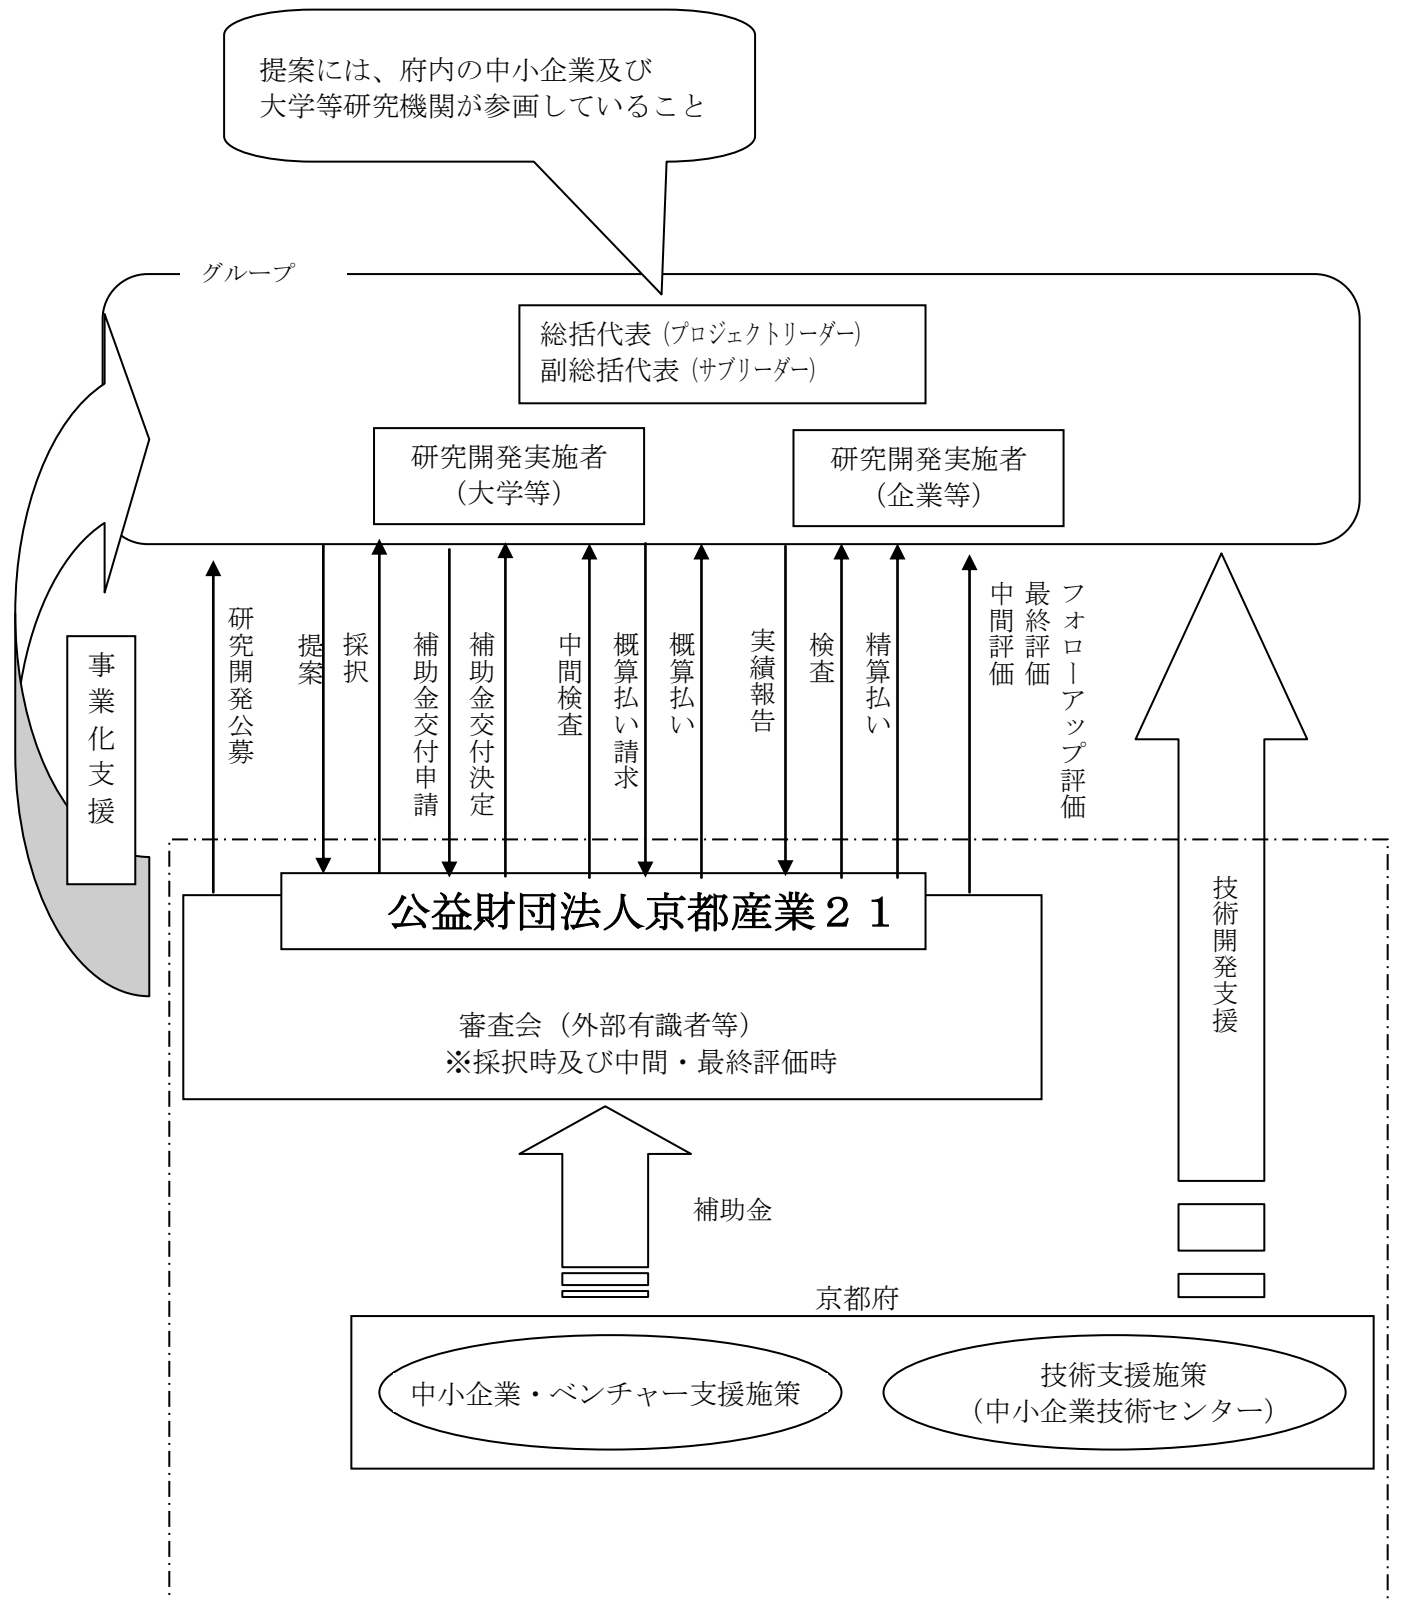 提案には、府内の中小企業及び
大学等研究機関が参画していること
グループ
総括代表（プロジェクトリーダー）
副総括代表（サブリーダー）
研究開発実施者
（大学等）
研究開発実施者
（企業等）
事業化支援
研究開発公募
提案
採択
補助金交付申請
補助金交付決定
中間検査
概算払い請求
概算払い
実績報告
検査
精算払い
中間評価
最終評価
フォローアップ評価
技術開発支援
公益財団法人京都産業２１
審査会（外部有識者等）
※採択時及び中間・最終評価時
補助金
京都府
中小企業・ベンチャー支援施策
技術支援施策
（中小企業技術センター）